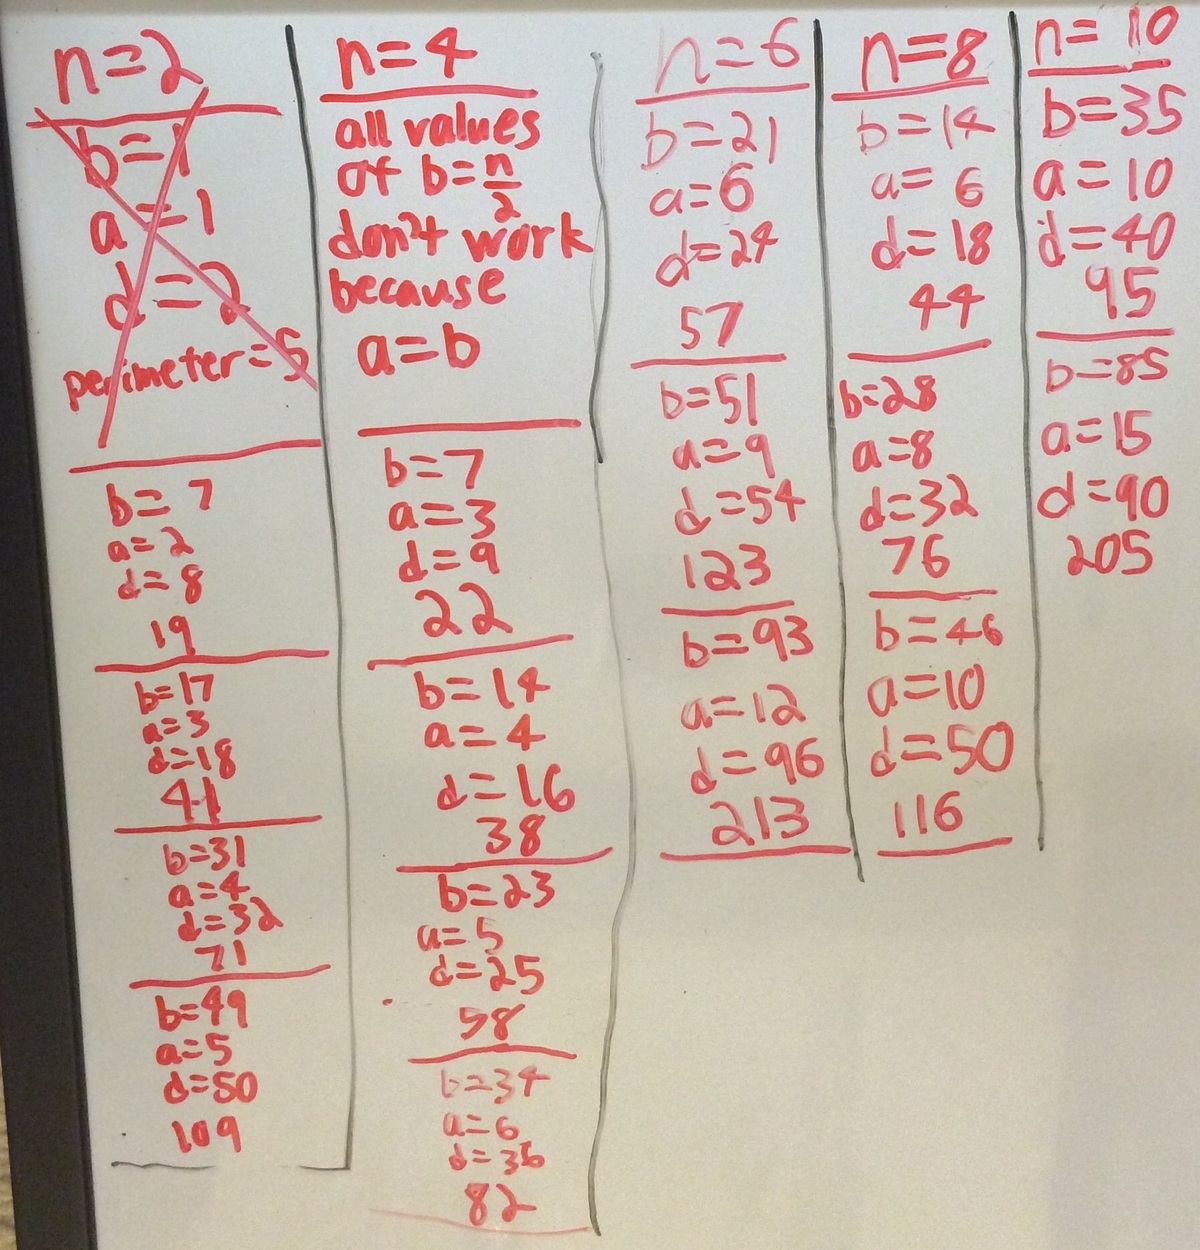 n=2
b=1
a=1
d=2
perimeter=5
b=7
a=2
d=8
19
b=17
a=3
d=18
41
b=31
a=4
d=32
71
b=49
a=5
d=50
109
n=4
all values
of b=n/2
don't work
because
a=b
b=7
a=3
d=9
22
b=14
a=4
d=16
38
b=23
a=5
d=25
58
b=34
a=6
d=36
82
n=6
b=21
a=6
d=24
57
b=51
a=9
d=54
123
b=93
a=12
d=96
213
n=8
b=14
a=6
d=18
44
b=28
a=8
d=32
76
b=46
a=10
d=50
116
n=10
b=35
a=10
d=40
95
b=85
a=15
d=90
205